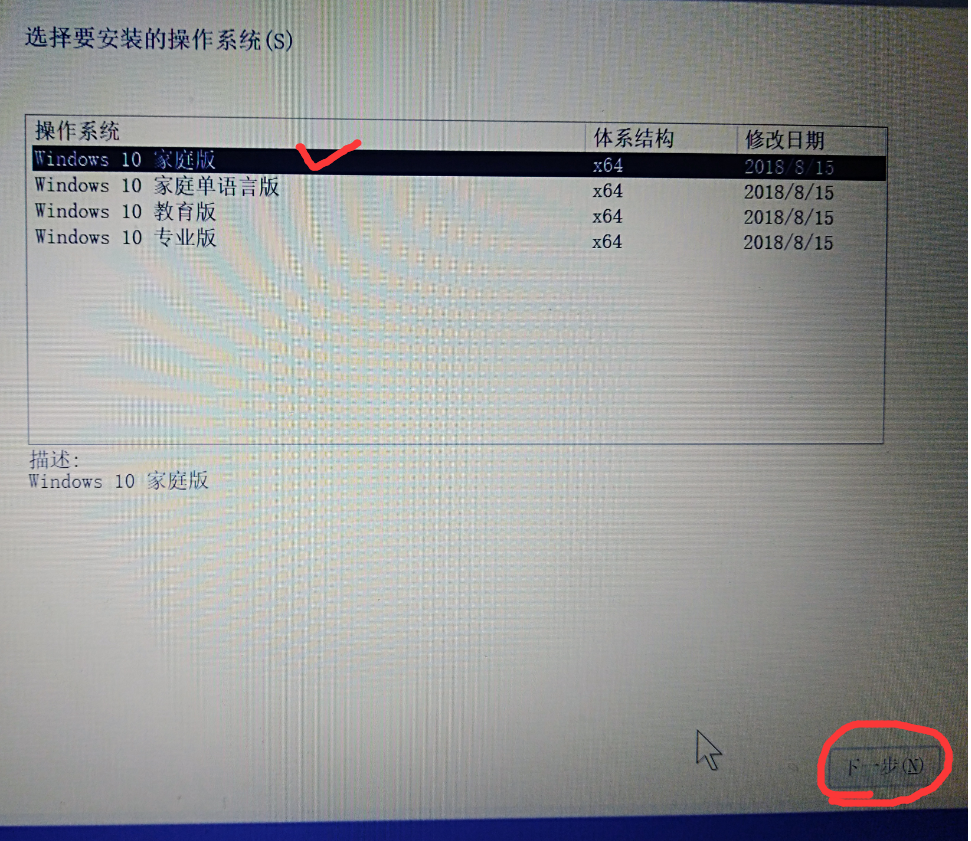 选择要安装的操作系统(S)
操作系统 体系结构 修改日期
Windows 10 家庭版 x64 2018/8/15
Windows 10 家庭单语言版 x64 2018/8/15
Windows 10 教育版 x64 2018/8/15
Windows 10 专业版 x64 2018/8/15
描述:
Windows 10 家庭版
下一步(N)